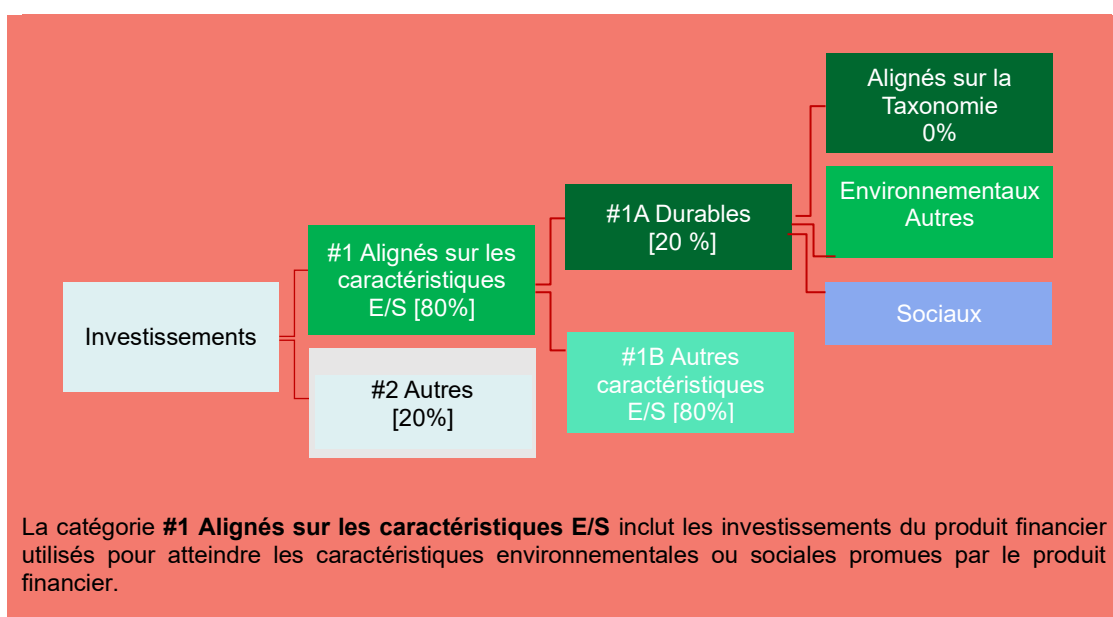 Investissements
#1 Alignés sur les
caractéristiques
E/S [80%]
#2 Autres
[20%]
#1A Durables
[20 %]
#1B Autres
caractéristiques
E/S [80%]
Alignés sur la
Taxonomie
0%
Environnementaux
Autres
Sociaux
La catégorie #1 Alignés sur les caractéristiques E/S inclut les investissements du produit financier
utilisés pour atteindre les caractéristiques environnementales ou sociales promues par le produit
financier.